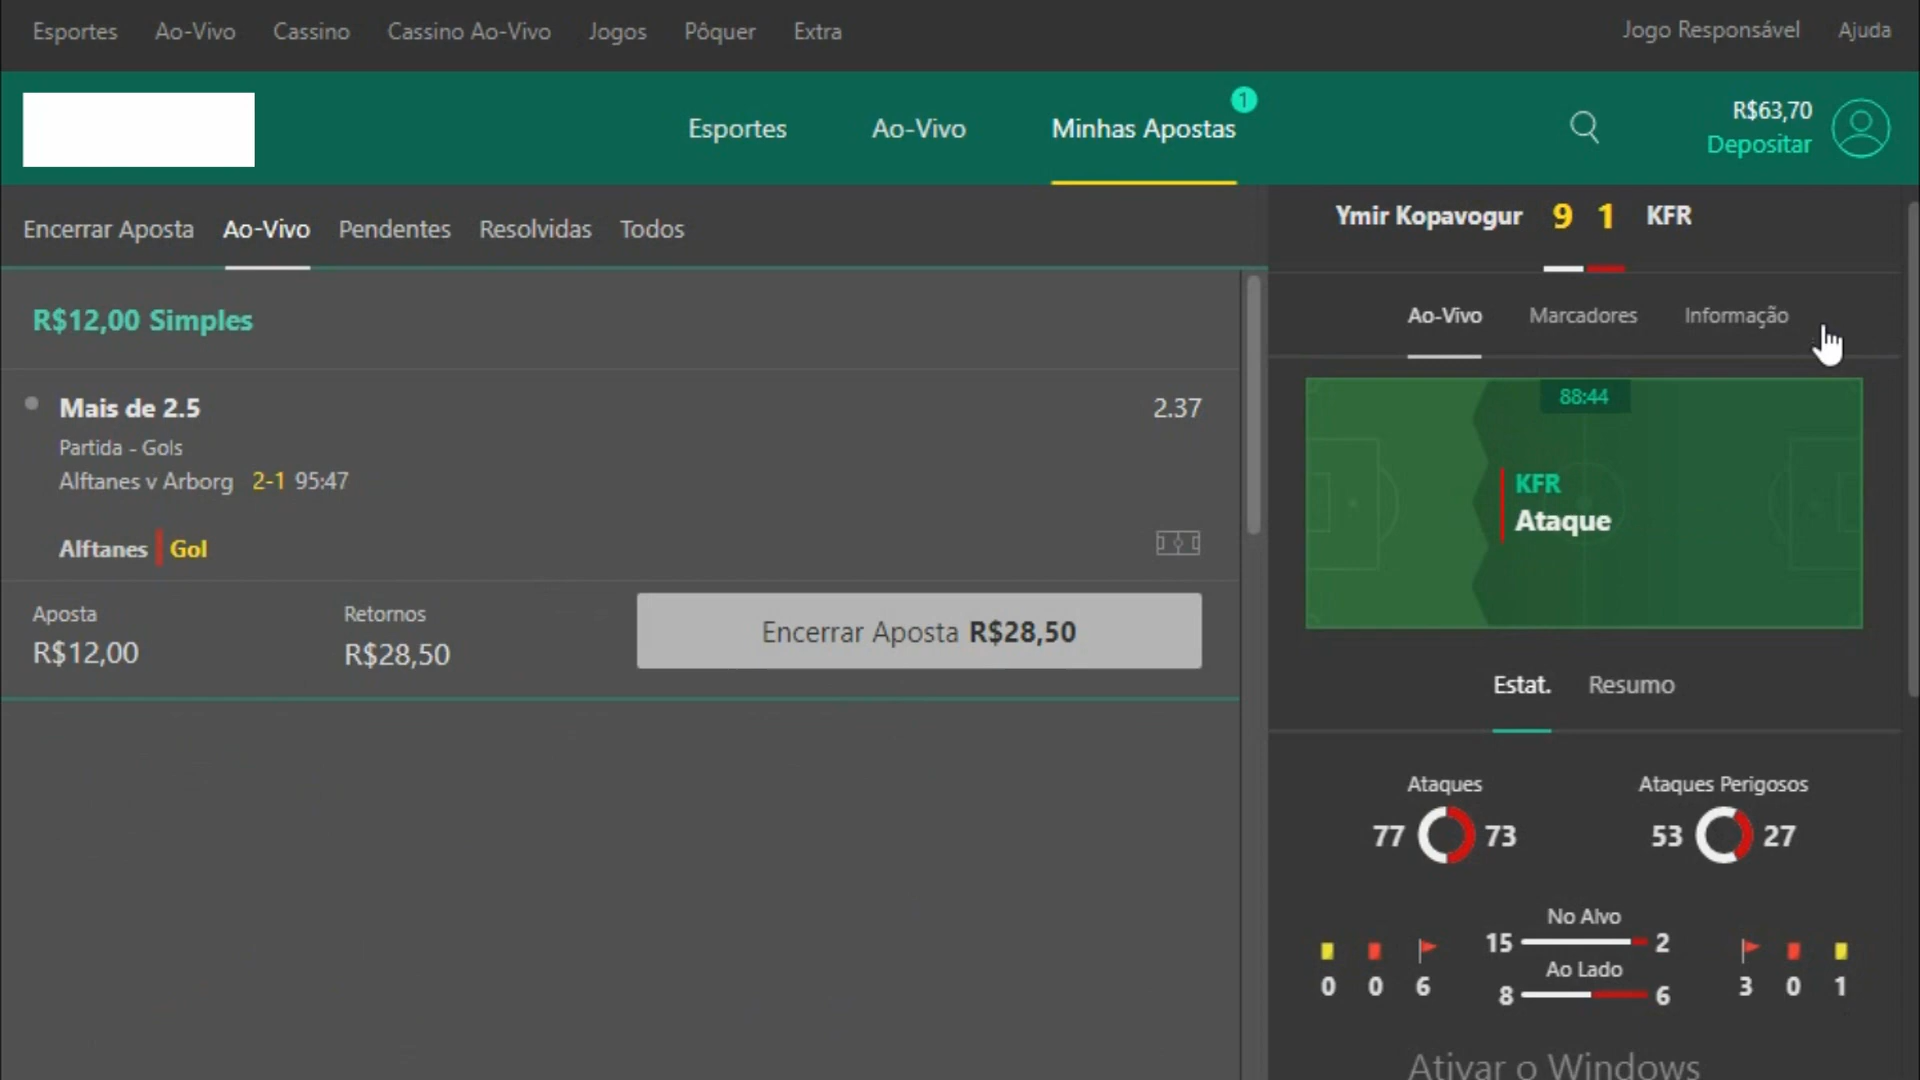 Esportes Ao-Vivo Cassino Cassino Ao-Vivo Jogos Pôquer Extra Jogo Responsável Ajuda
Esportes Ao-Vivo Minhas Apostas 1
R$63,70
Depositar
Encerrar Aposta Ao-Vivo Pendentes Resolvidas Todos
R$12,00 Simples
Mais de 2.5 2.37
Partida - Gols
Alftanes v Arborg 2-1 95:47
Alftanes Gol
Aposta Retornos
R$12,00 R$28,50
Encerrar Aposta R$28,50
Ymir Kopavogur 9 1 KFR
Ao-Vivo Marcadores Informação
88:44
KFR
Ataque
Estat. Resumo
Ataques Ataques Perigosos
77 73 53 27
No Alvo
15 2
Ao Lado
0 0 6 8 6 3 0 1
Ativar o Windows